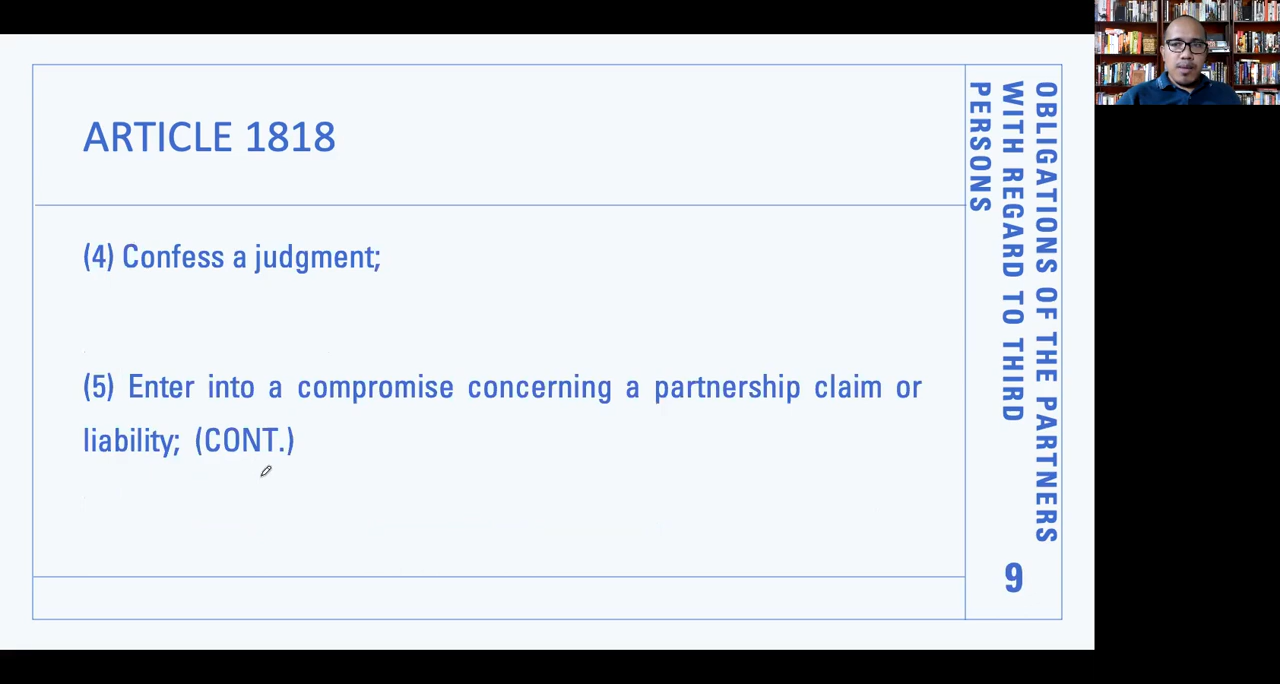 ARTICLE 1818
(4) Confess a judgment;
(5) Enter into a compromise concerning a partnership claim or
liability; (CONT.)
OBLIGATIONS OF THE PARTNERS
WITH REGARD TO THIRD
PERSONS
9